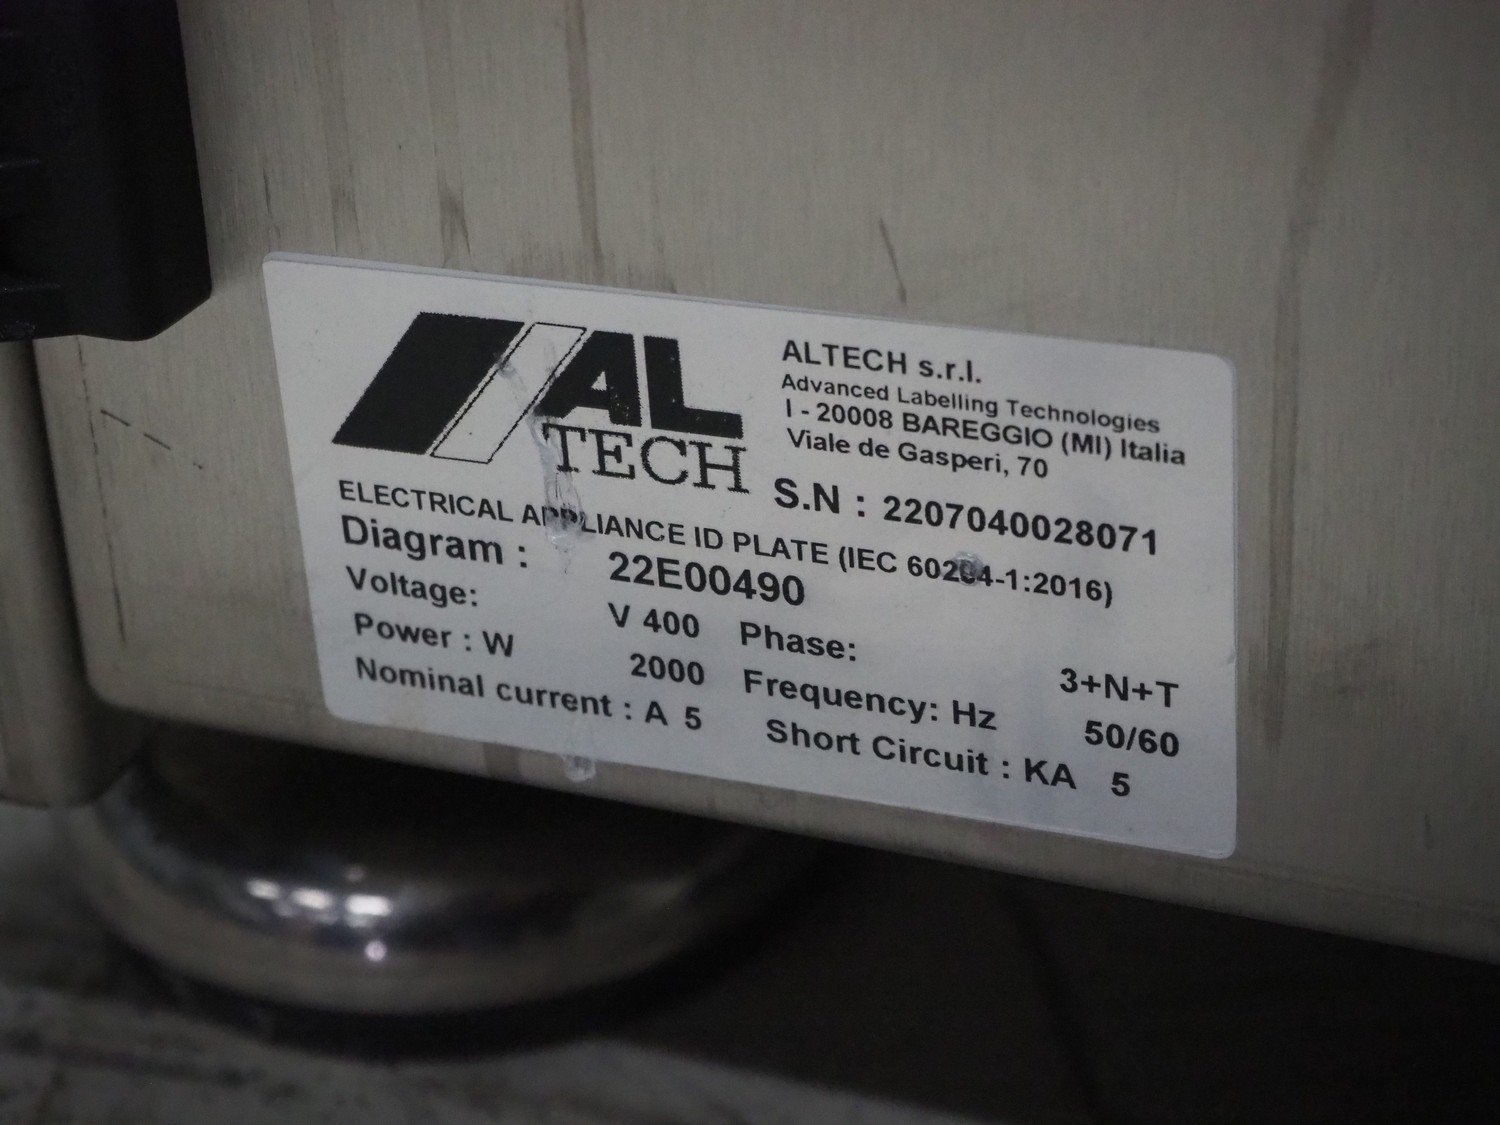 AL
TECH
ALTECH s.r.l.
Advanced Labelling Technologies
I - 20008 BAREGGIO (MI) Italia
Viale de Gasperi, 70
S.N : 2207040028071
ELECTRICAL APPLIANCE ID PLATE (IEC 60204-1:2016)
Diagram : 22E00490
Voltage: V 400 Phase: 3+N+T
Power : W 2000 Frequency: Hz 50/60
Nominal current : A 5 Short Circuit : KA 5